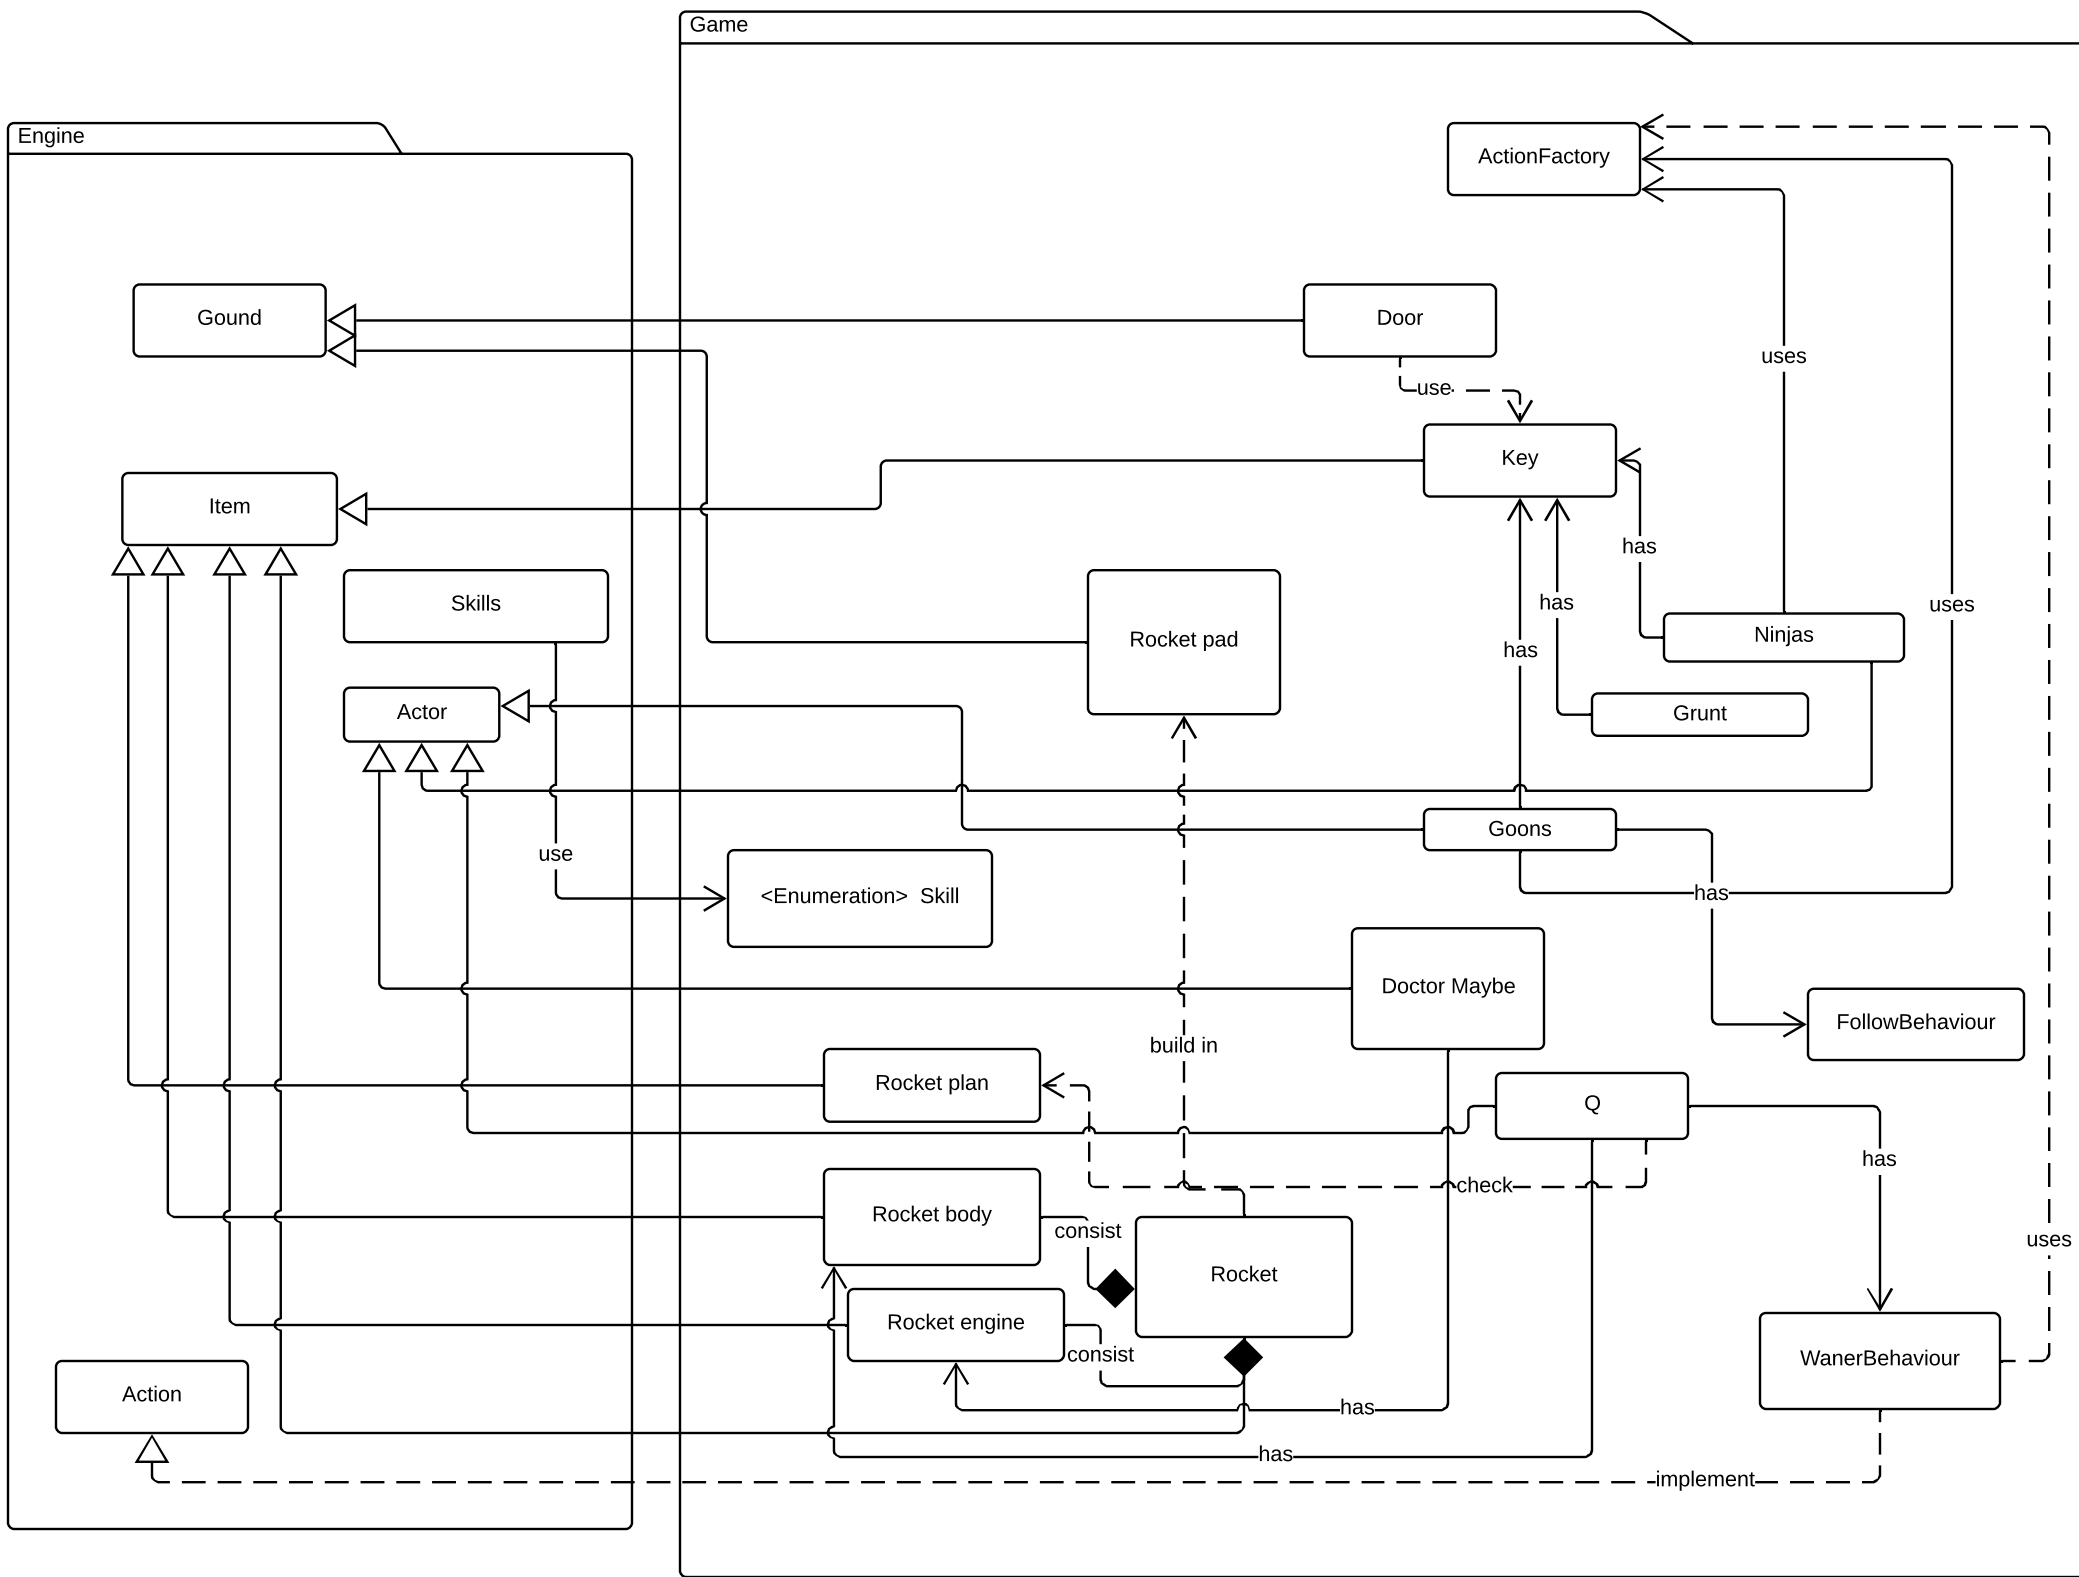 Game
Engine
ActionFactory
Gound
Door
uses
use
Key
Item
has
Skills
has
uses
Ninjas
Rocket pad
has
Actor
Grunt
Goons
use
<Enumeration>  Skill
has
Doctor Maybe
FollowBehaviour
build in
Rocket plan
Q
has
check
Rocket body
consist
uses
Rocket
Rocket engine
consist
WanerBehaviour
Action
has
has
implement